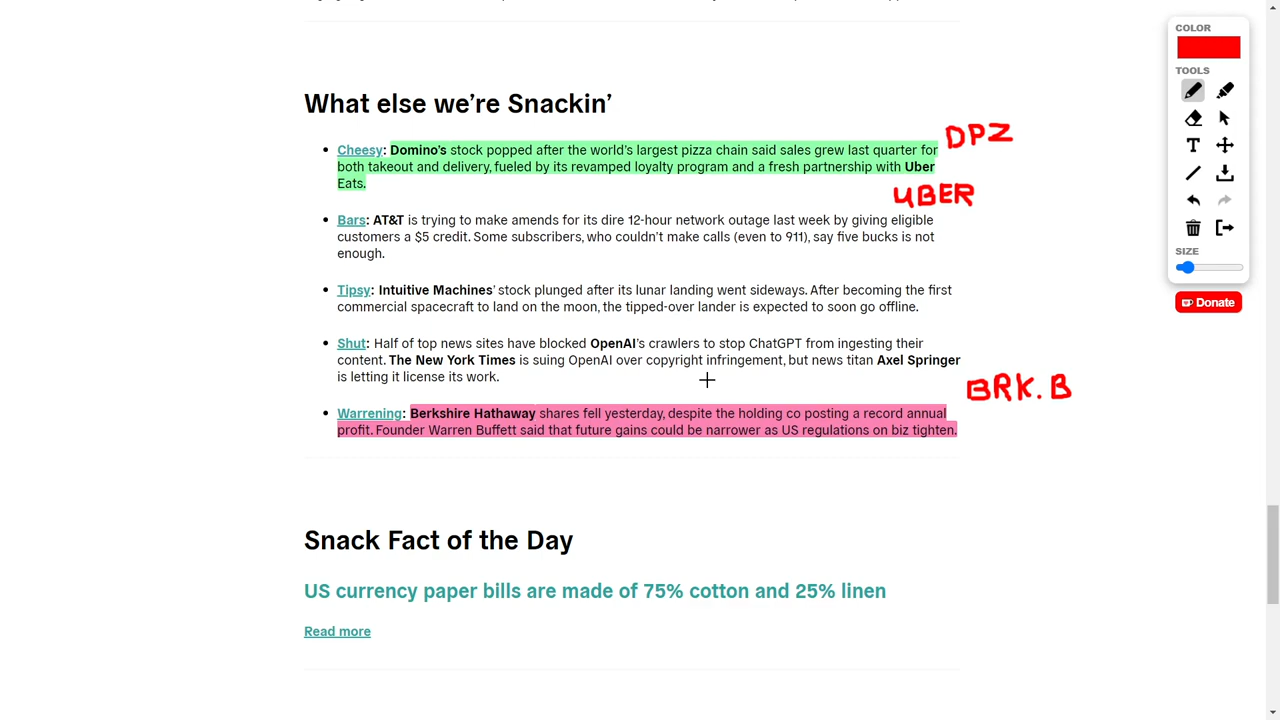 What else we're Snackin'
Cheesy: Domino's stock popped after the world's largest pizza chain said sales grew last quarter for
both takeout and delivery, fueled by its revamped loyalty program and a fresh partnership with Uber
Eats.
DPZ
UBER
Bars: AT&T is trying to make amends for its dire 12-hour network outage last week by giving eligible
customers a $5 credit. Some subscribers, who couldn't make calls (even to 911), say five bucks is not
enough.
Tipsy: Intuitive Machines' stock plunged after its lunar landing went sideways. After becoming the first
commercial spacecraft to land on the moon, the tipped-over lander is expected to soon go offline.
Shut: Half of top news sites have blocked OpenAI's crawlers to stop ChatGPT from ingesting their
content. The New York Times is suing OpenAI over copyright infringement, but news titan Axel Springer
is letting it license its work.
BRK.B
Warrening: Berkshire Hathaway shares fell yesterday, despite the holding co posting a record annual
profit. Founder Warren Buffett said that future gains could be narrower as US regulations on biz tighten.
Snack Fact of the Day
US currency paper bills are made of 75% cotton and 25% linen
Read more
COLOR
TOOLS
T
SIZE
Donate